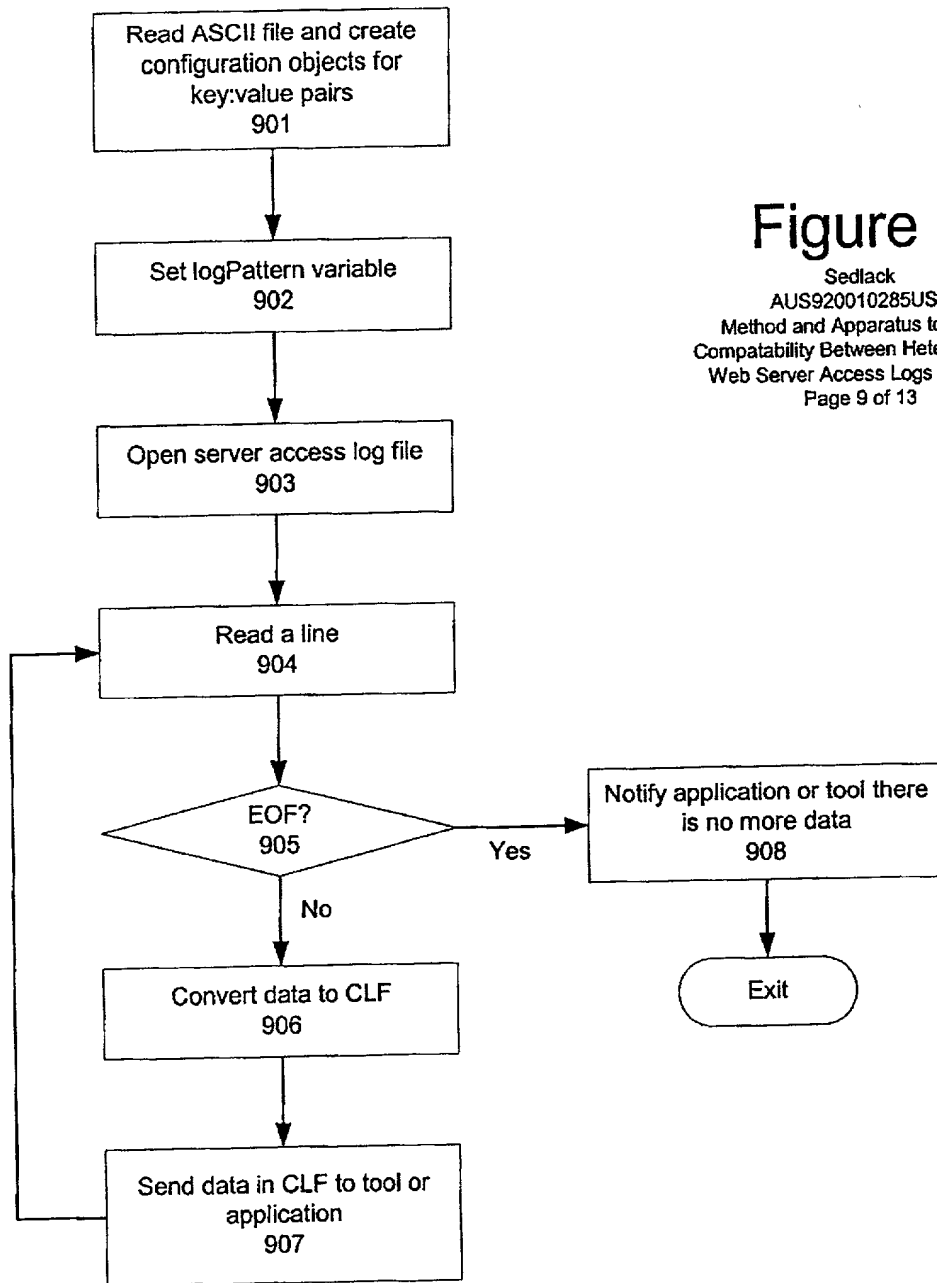 Read ASCII file and create
configuration objects for
key:value pairs
901
Set logPattern variable
902
Open server access log file
903
Read a line
904
EOF?
905
Yes
No
Notify application or tool there
is no more data
908
Exit
Convert data to CLF
906
Send data in CLF to tool or
application
907
Figure
Sedlack
AUS920010285US
Method and Apparatus to
Compatability Between Hete
Web Server Access Logs
Page 9 of 13